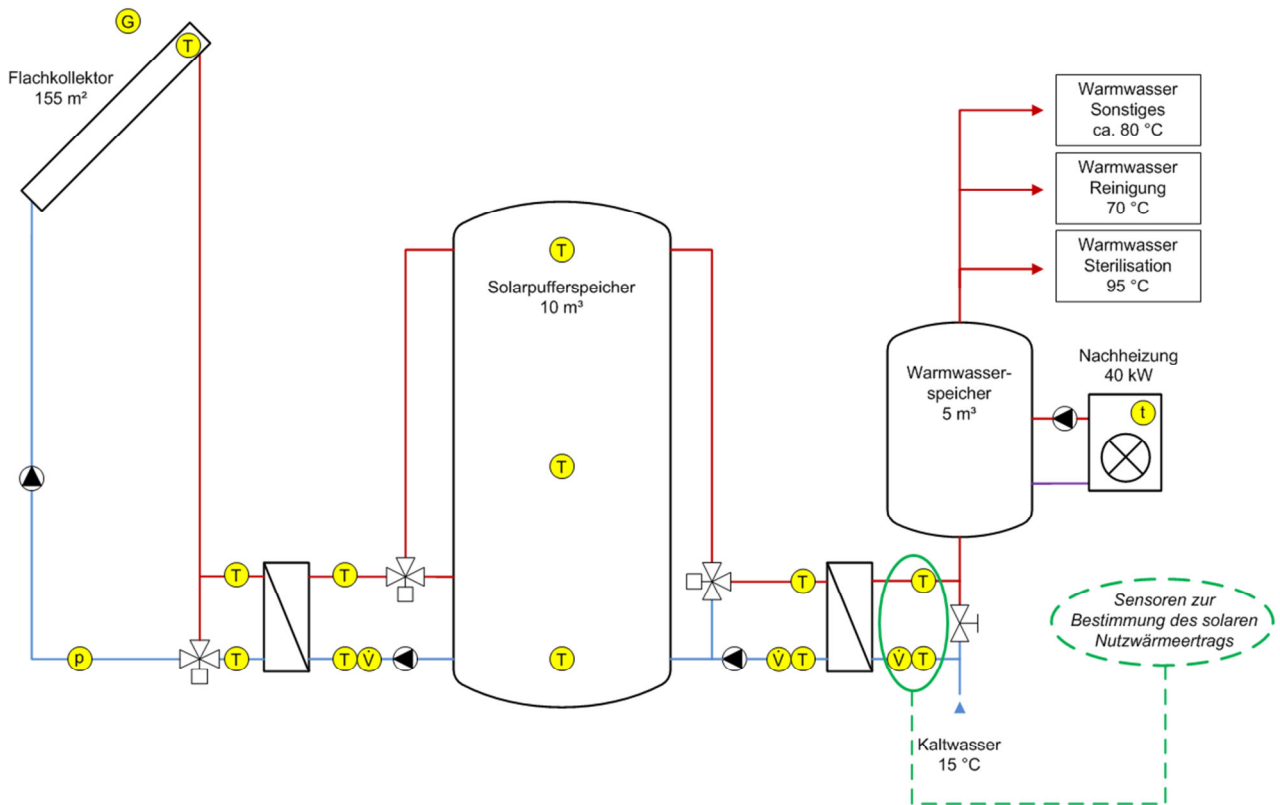 G
T
Flachkollektor
155 m²
Warmwasser
Sonstiges
ca. 80 °C
Warmwasser
Reinigung
70 °C
Warmwasser
Sterilisation
95 °C
T
Solarpufferspeicher
10 m³
Warmwasser-
speicher
5 m³
Nachheizung
40 kW
t
T
T
T
T
T
p
T
T V̇
T
V̇ T
V̇ T
Sensoren zur
Bestimmung des solaren
Nutzwärmeertrags
Kaltwasser
15 °C